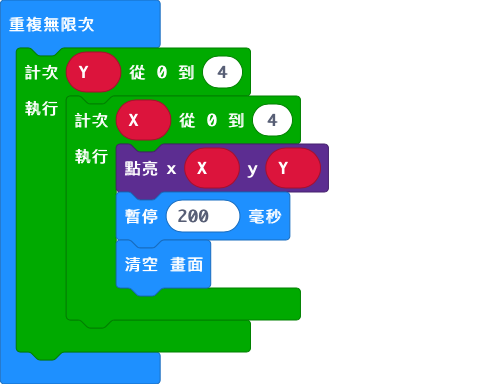 重複無限次
計次 Y 從 0 到 4
執行
計次 X 從 0 到 4
執行
點亮 x X y Y
暫停 200 毫秒
清空 畫面